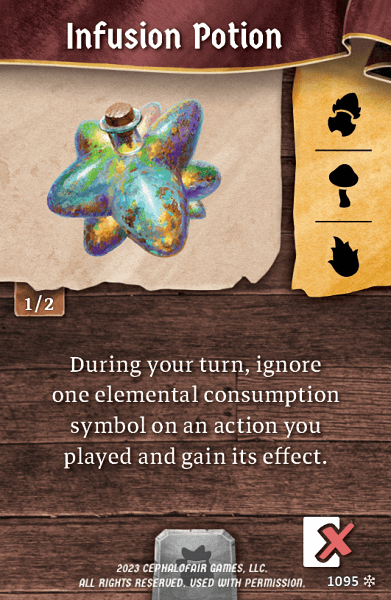 Infusion Potion
1/2
During your turn, ignore
one elemental consumption
symbol on an action you
played and gain its effect.
2023 CEPHALOFAIR GAMES, LLC.
ALL RIGHTS RESERVED. USED WITH PERMISSION.
1095